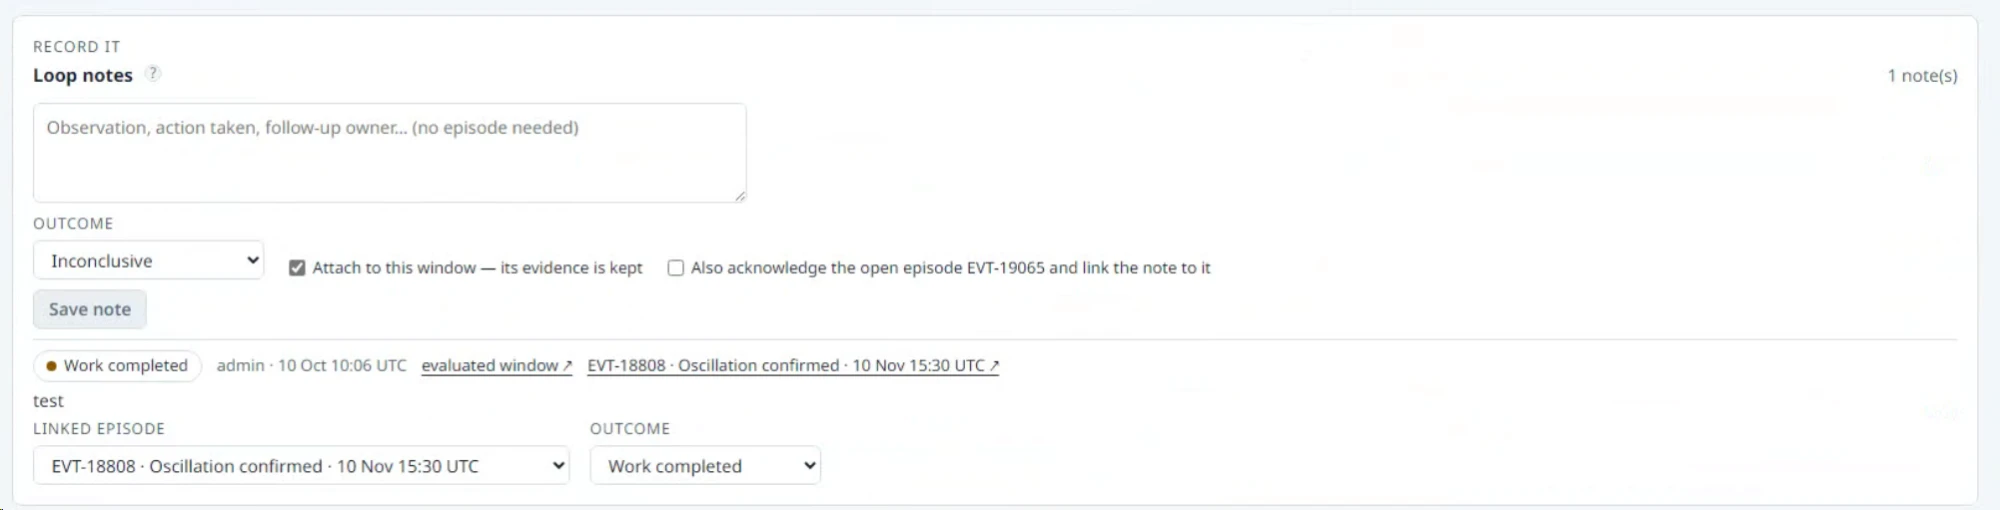 RECORD IT
Loop notes ?
1 note(s)
Observation, action taken, follow-up owner... (no episode needed)
OUTCOME
Inconclusive
Attach to this window — its evidence is kept
Also acknowledge the open episode EVT-19065 and link the note to it
Save note
Work completed admin · 10 Oct 10:06 UTC evaluated window ↗ EVT-18808 · Oscillation confirmed · 10 Nov 15:30 UTC ↗
test
LINKED EPISODE
OUTCOME
EVT-18808 · Oscillation confirmed · 10 Nov 15:30 UTC
Work completed